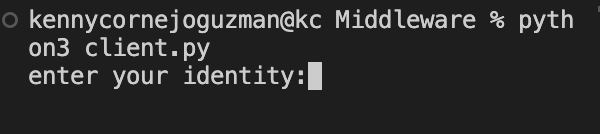 kennycornejoguzman@kc Middleware % pyth
on3 client.py
enter your identity: